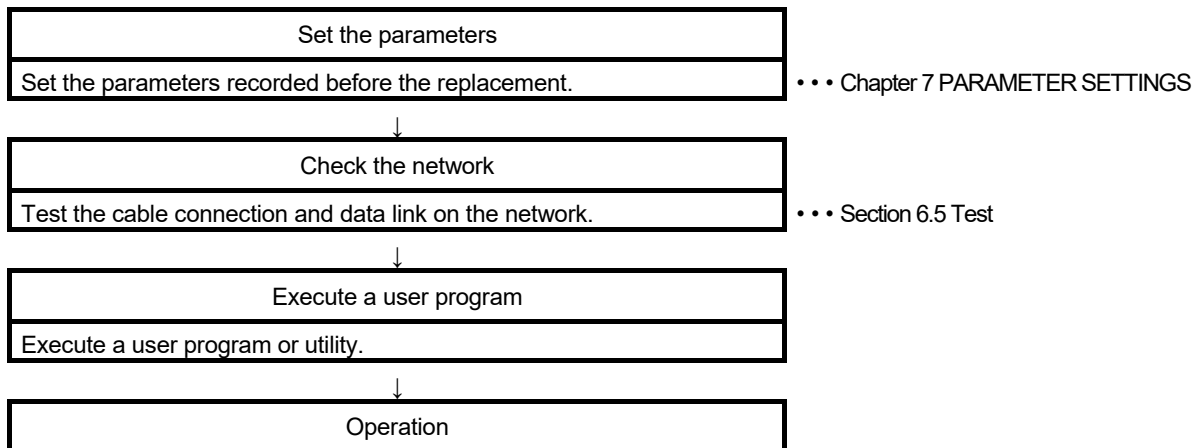 Set the parameters
Set the parameters recorded before the replacement. • • • Chapter 7 PARAMETER SETTINGS
↓
Check the network
Test the cable connection and data link on the network. • • • Section 6.5 Test
↓
Execute a user program
Execute a user program or utility.
↓
Operation